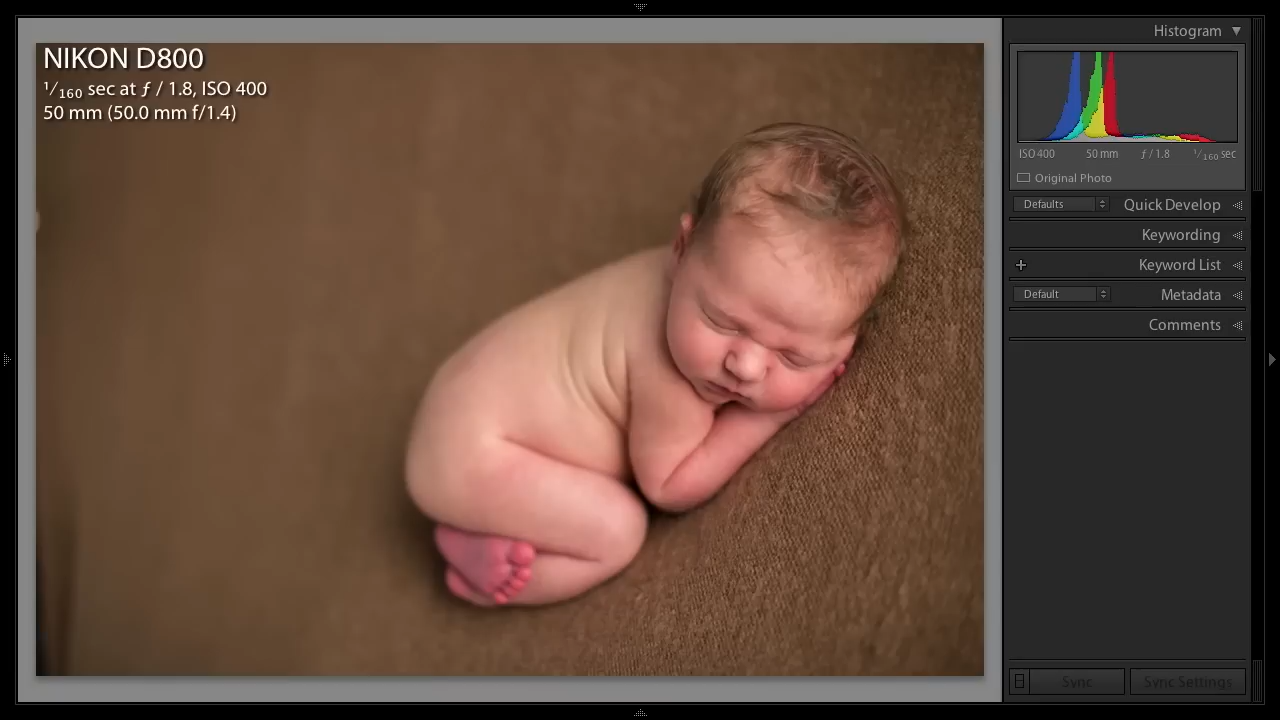 NIKON D800
1/160 sec at ƒ / 1.8, ISO 400
50 mm (50.0 mm f/1.4)
Histogram
ISO 400 50 mm ƒ / 1.8 1/160 sec
Original Photo
Defaults Quick Develop
Keywording
Keyword List
Default Metadata
Comments
Sync Sync Settings